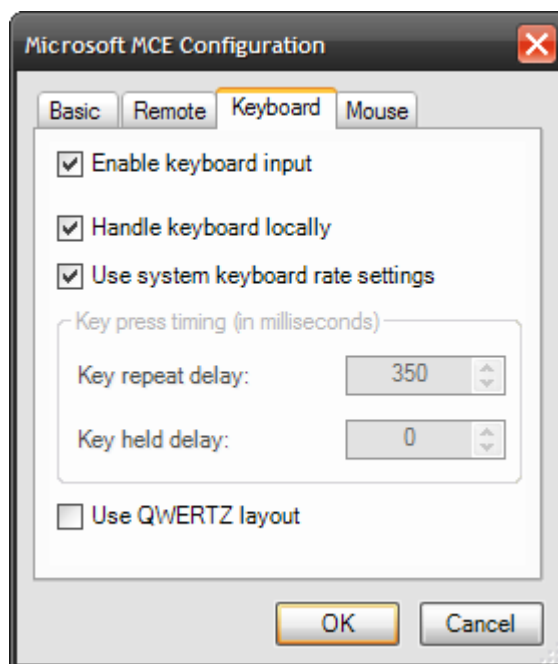 Microsoft MCE Configuration
Basic Remote Keyboard Mouse
Enable keyboard input
Handle keyboard locally
Use system keyboard rate settings
Key press timing (in milliseconds)
Key repeat delay: 350
Key held delay: 0
Use QWERTZ layout
OK Cancel